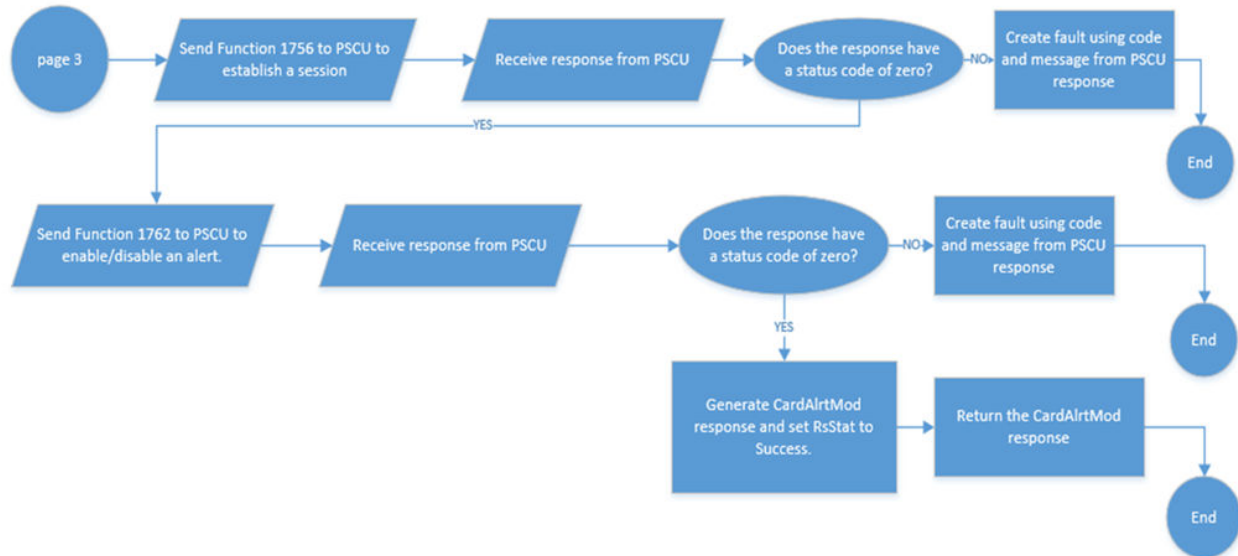 page 3
Send Function 1756 to PSCU to
establish a session
Receive response from PSCU
Does the response have
a status code of zero?
NO
Create fault using code
and message from PSCU
response
End
YES
Send Function 1762 to PSCU to
enable/disable an alert.
Receive response from PSCU
Does the response have
a status code of zero?
NO
Create fault using code
and message from PSCU
response
End
YES
Generate CardAlrtMod
response and set RsStat to
Success.
Return the CardAlrtMod
response
End